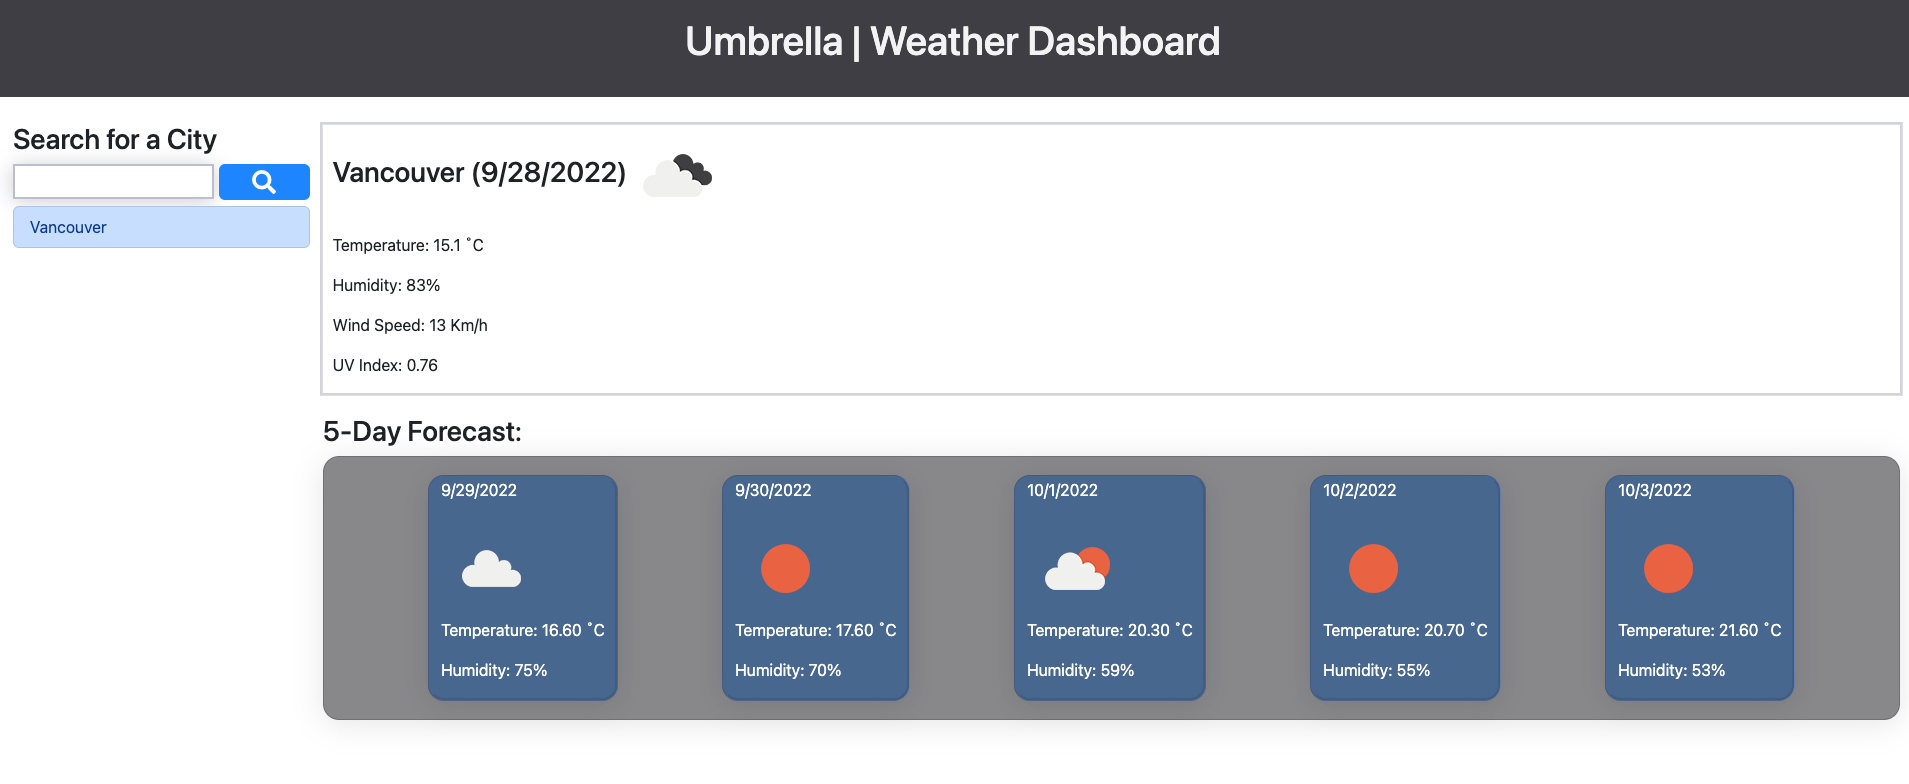 Umbrella | Weather Dashboard
Search for a City
Vancouver
Vancouver (9/28/2022)
Temperature: 15.1 ˚C
Humidity: 83%
Wind Speed: 13 Km/h
UV Index: 0.76
5-Day Forecast:
9/29/2022
Temperature: 16.60 ˚C
Humidity: 75%
9/30/2022
Temperature: 17.60 ˚C
Humidity: 70%
10/1/2022
Temperature: 20.30 ˚C
Humidity: 59%
10/2/2022
Temperature: 20.70 ˚C
Humidity: 55%
10/3/2022
Temperature: 21.60 ˚C
Humidity: 53%